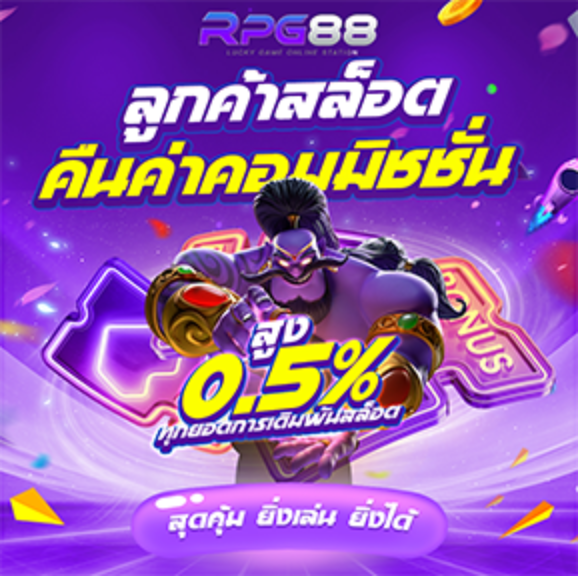 RPG88
LUCKY GAME ONLINE STATION
ลูกค้าสล็อต
คืนค่าคอมมิชชั่น
BONUS
สูง
0.5%
ทุกยอดการเดิมพันสล็อต
สุดคุ้ม ยิ่งเล่น ยิ่งได้